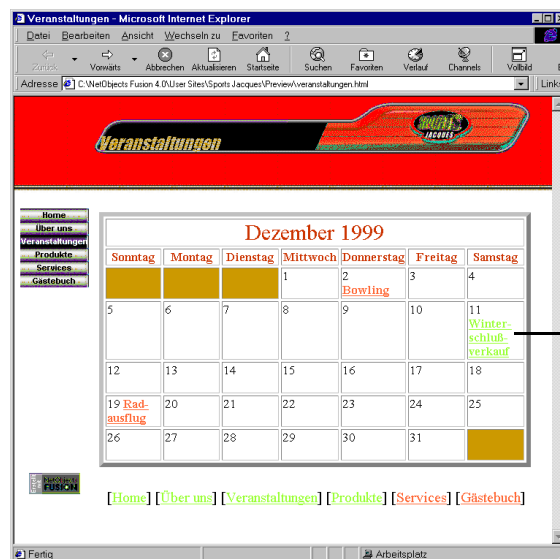 Veranstaltungen - Microsoft Internet Explorer
Datei Bearbeiten Ansicht Wechseln zu Favoriten ?
Zurück Vorwärts Abbrechen Aktualisieren Startseite Suchen Favoriten Verlauf Channels Vollbild
Adresse C:\NetObjects Fusion 4.0\User Sites\Sports Jacques\Preview\veranstaltungen.html Links
Veranstaltungen
JACQUES
Home
Über uns
Veranstaltungen
Produkte
Services
Gästebuch
Dezember 1999
Sonntag Montag Dienstag Mittwoch Donnerstag Freitag Samstag
1 2 3 4
Bowling
5 6 7 8 9 10 11
Winter-
schluß-
verkauf
12 13 14 15 16 17 18
19 Rad- 20 21 22 23 24 25
ausflug
26 27 28 29 30 31
FUSION
[Home] [Über uns] [Veranstaltungen] [Produkte] [Services] [Gästebuch]
Fertig Arbeitsplatz